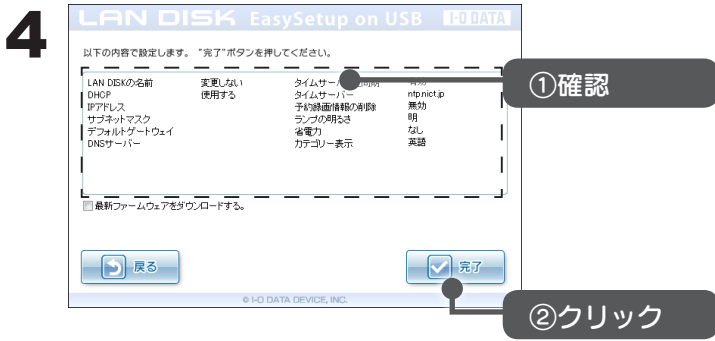 4
LAN DISK EasySetup on USB I-O DATA
以下の内容で設定します。 "完了"ボタンを押してください。
LAN DISKの名前 変更しない
DHCP 使用する
IPアドレス
サブネットマスク
デフォルトゲートウェイ
DNSサーバー
タイムサー
タイムサーバー ntp.nict.jp
予約録画情報の削除 無効
ランプの明るさ 明
省電力 なし
カテゴリー表示 英語
①確認
最新ファームウェアをダウンロードする。
戻る
完了
© I-O DATA DEVICE, INC.
②クリック